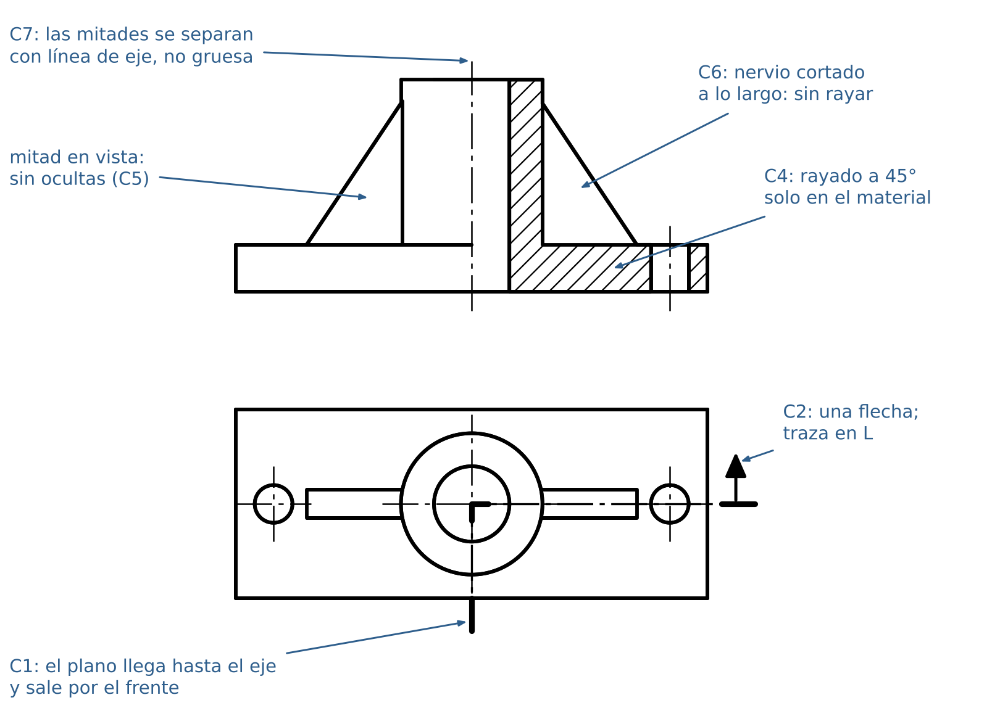 C7: las mitades se separan
con línea de eje, no gruesa
C6: nervio cortado
a lo largo: sin rayar
mitad en vista:
sin ocultas (C5)
C4: rayado a 45°
solo en el material
C2: una flecha;
traza en L
C1: el plano llega hasta el eje
y sale por el frente